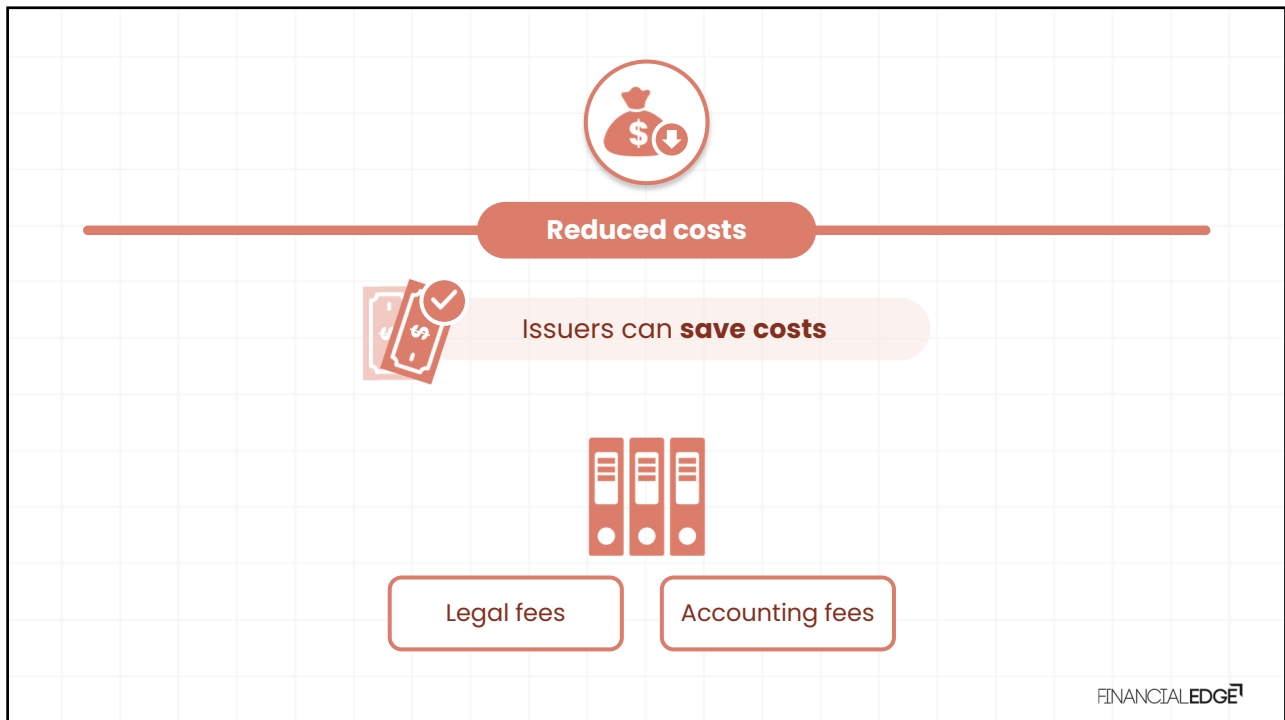 $
Reduced costs
$ $
Issuers can save costs
Legal fees
Accounting fees
FINANCIALEDGE